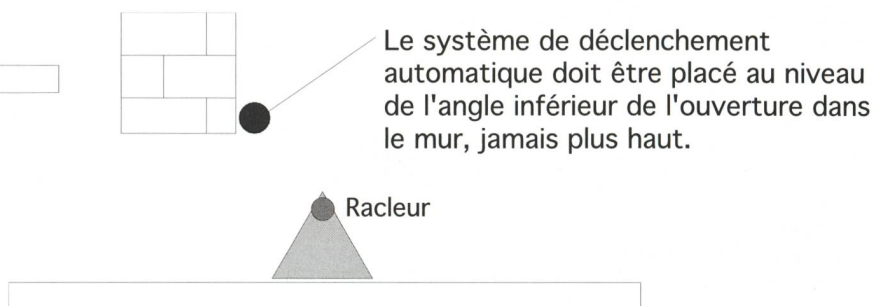 Le système de déclenchement
automatique doit être placé au niveau
de l'angle inférieur de l'ouverture dans
le mur, jamais plus haut.
Racleur